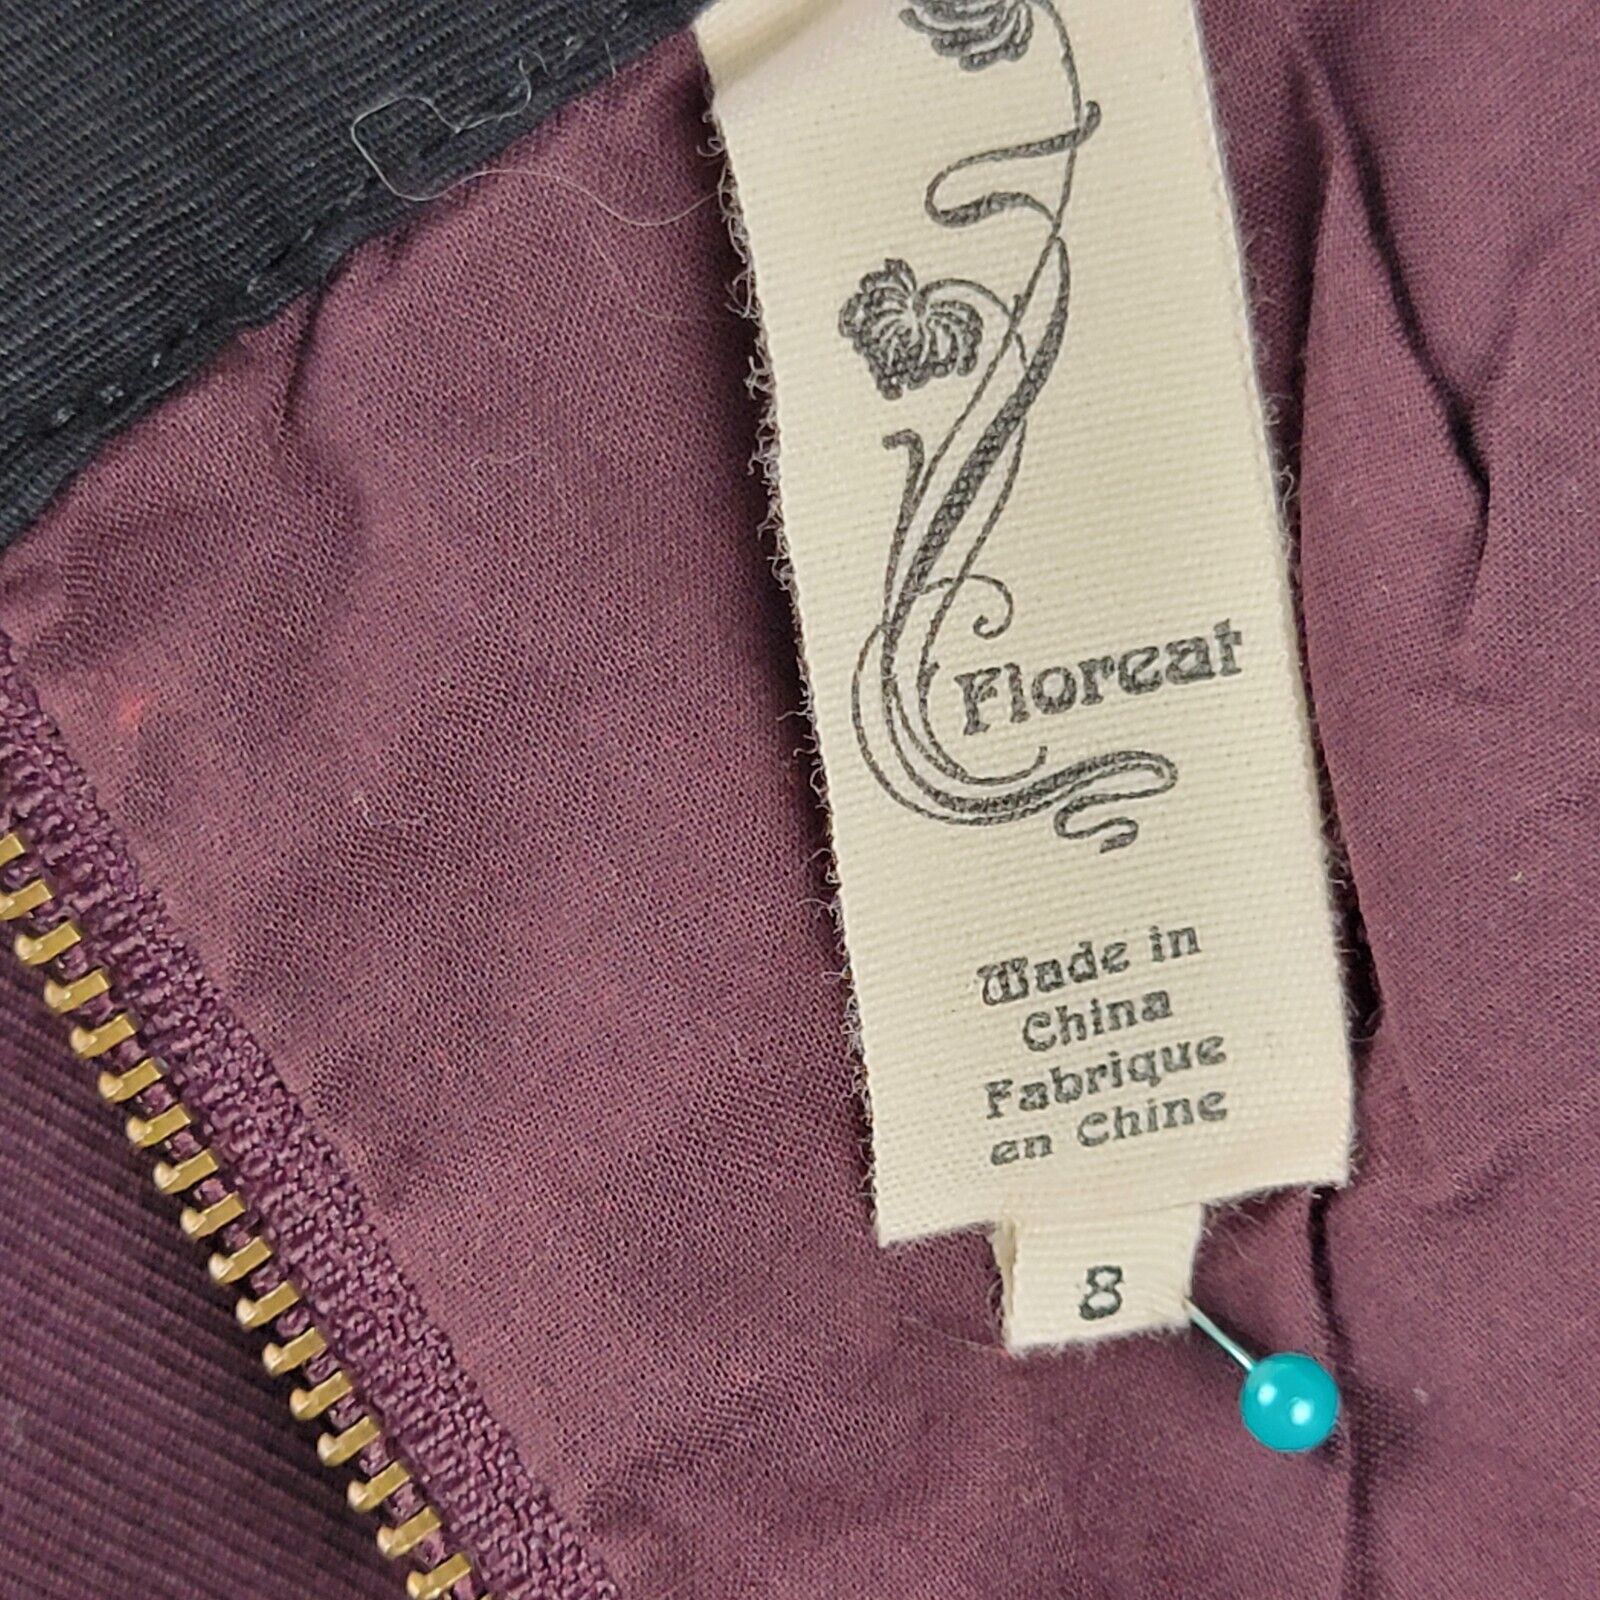 Floreat
Made in
China
Fabrique
en Chine
8